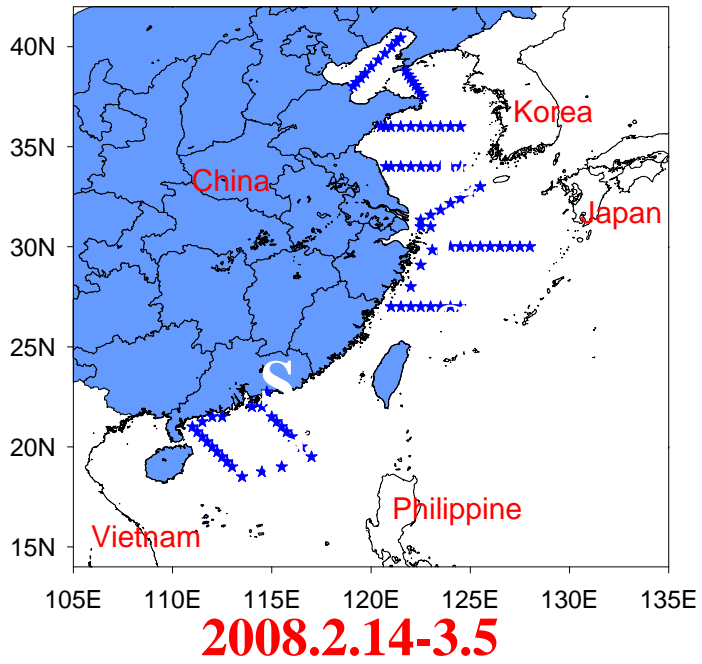 40N
Korea
35N
China
Japan
30N
25N
S
20N
Philippine
Vietnam
15N
105E 110E 115E 120E 125E 130E 135E
2008.2.14-3.5